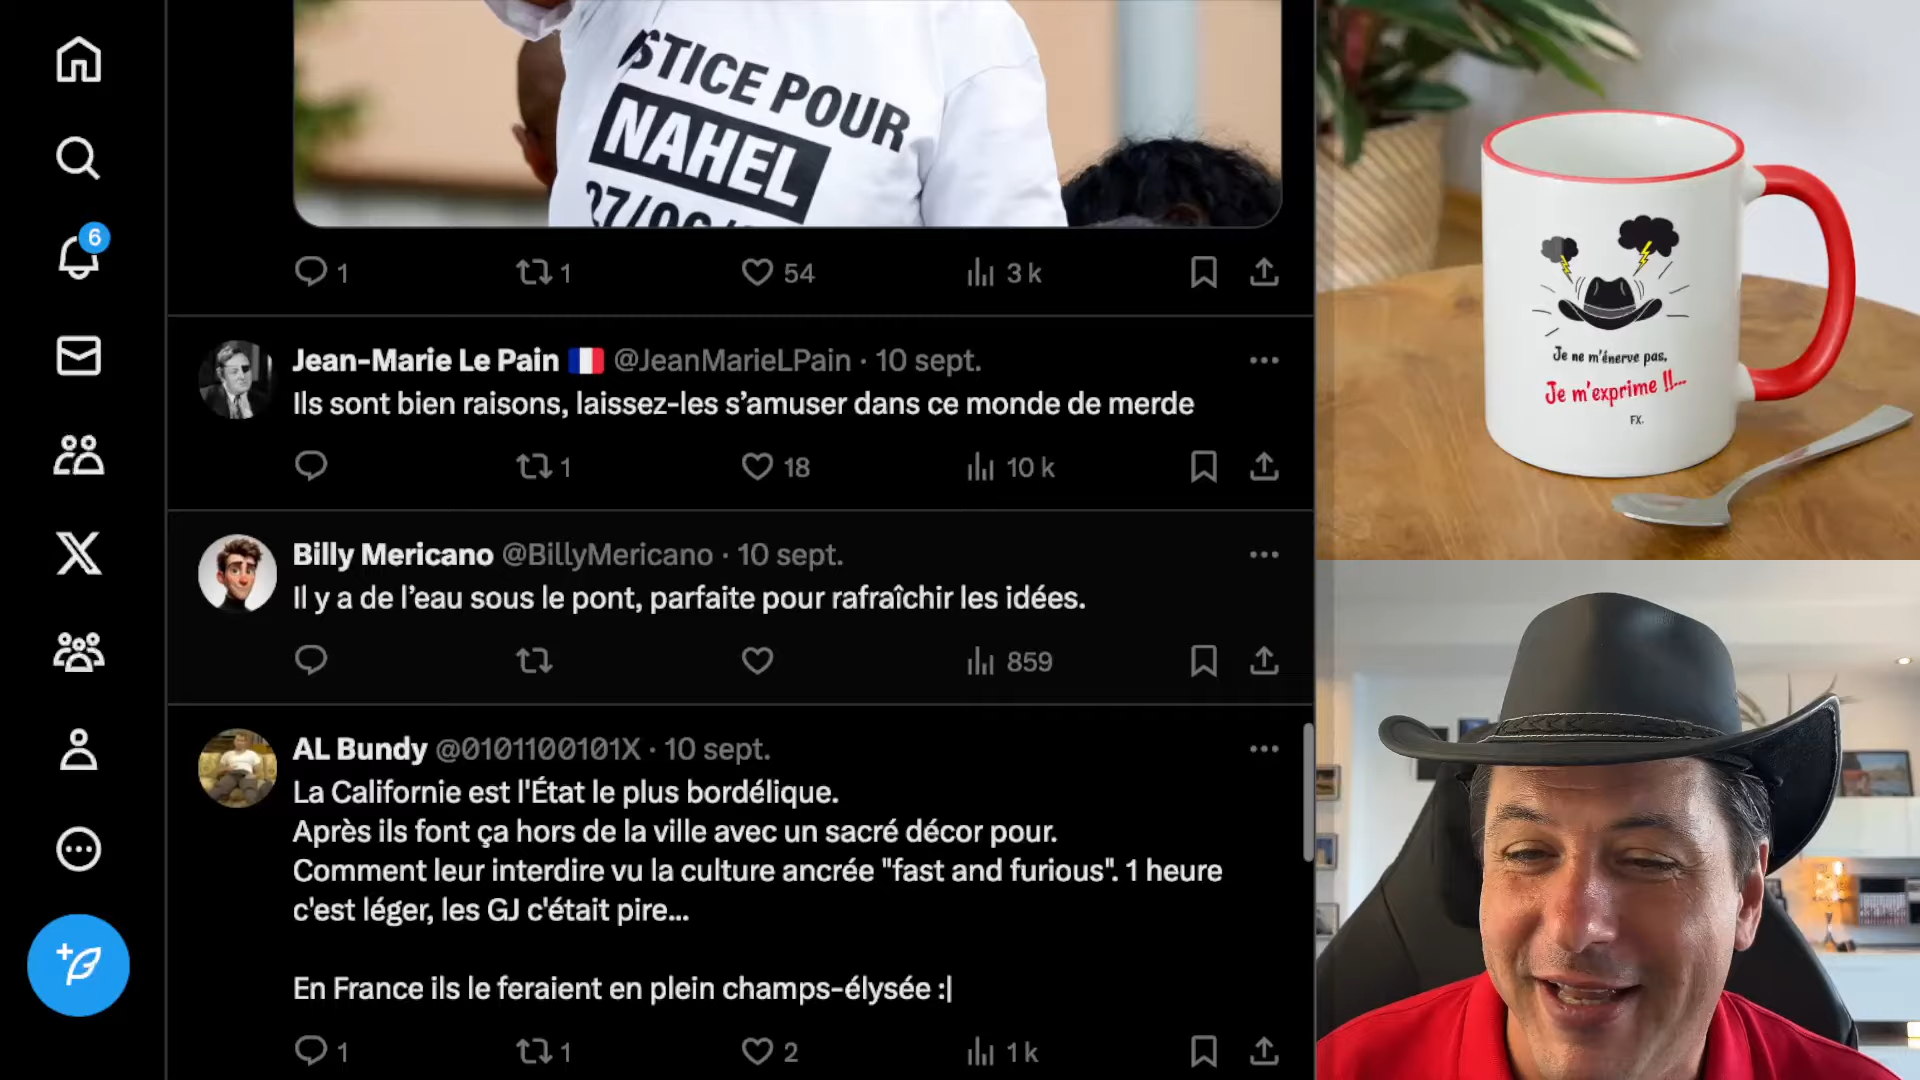 STICE POUR
NAHEL
1
1
54
3 k
Jean-Marie Le Pain @JeanMarieLPain · 10 sept.
Ils sont bien raisons, laissez-les s’amuser dans ce monde de merde
1
18
10 k
Billy Mericano @BillyMericano · 10 sept.
Il y a de l’eau sous le pont, parfaite pour rafraîchir les idées.
859
AL Bundy @0101100101X · 10 sept.
La Californie est l'État le plus bordélique.
Après ils font ça hors de la ville avec un sacré décor pour.
Comment leur interdire vu la culture ancrée "fast and furious". 1 heure
c'est léger, les GJ c'était pire...
En France ils le feraient en plein champs-élysée :|
1
1
2
1 k
6
Je ne m'énerve pas,
Je m'exprime !!...
FX.